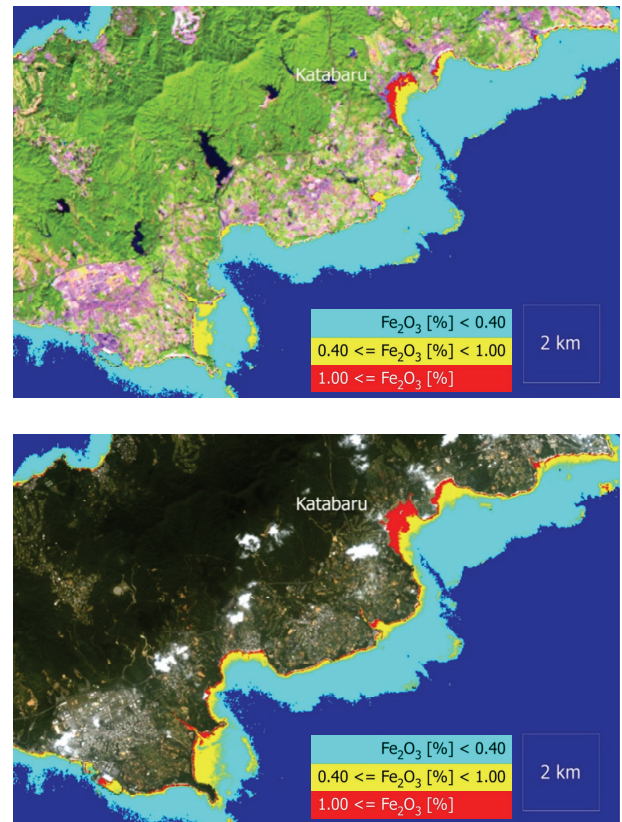 Katabaru
Fe₂O₃ [%] < 0.40
0.40 <= Fe₂O₃ [%] < 1.00
1.00 <= Fe₂O₃ [%]
2 km
Katabaru
Fe₂O₃ [%] < 0.40
0.40 <= Fe₂O₃ [%] < 1.00
1.00 <= Fe₂O₃ [%]
2 km